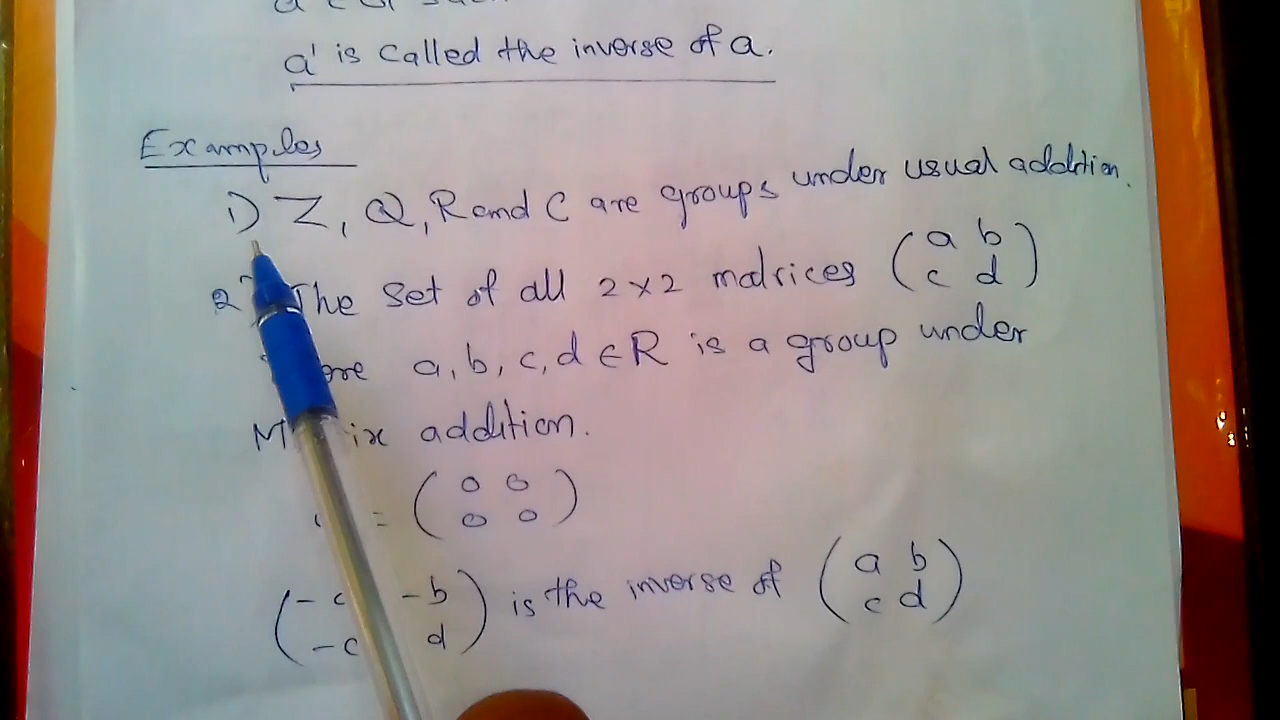 a' is called the inverse of a.
Examples
1) Z, Q, R and C are groups under usual addition.
2) The set of all 2×2 matrices ( a b
c d )
a, b, c, d ∈ R is a group under
addition.
= ( 0 0
0 0 )
( - -b
-c d ) is the inverse of ( a b
c d )